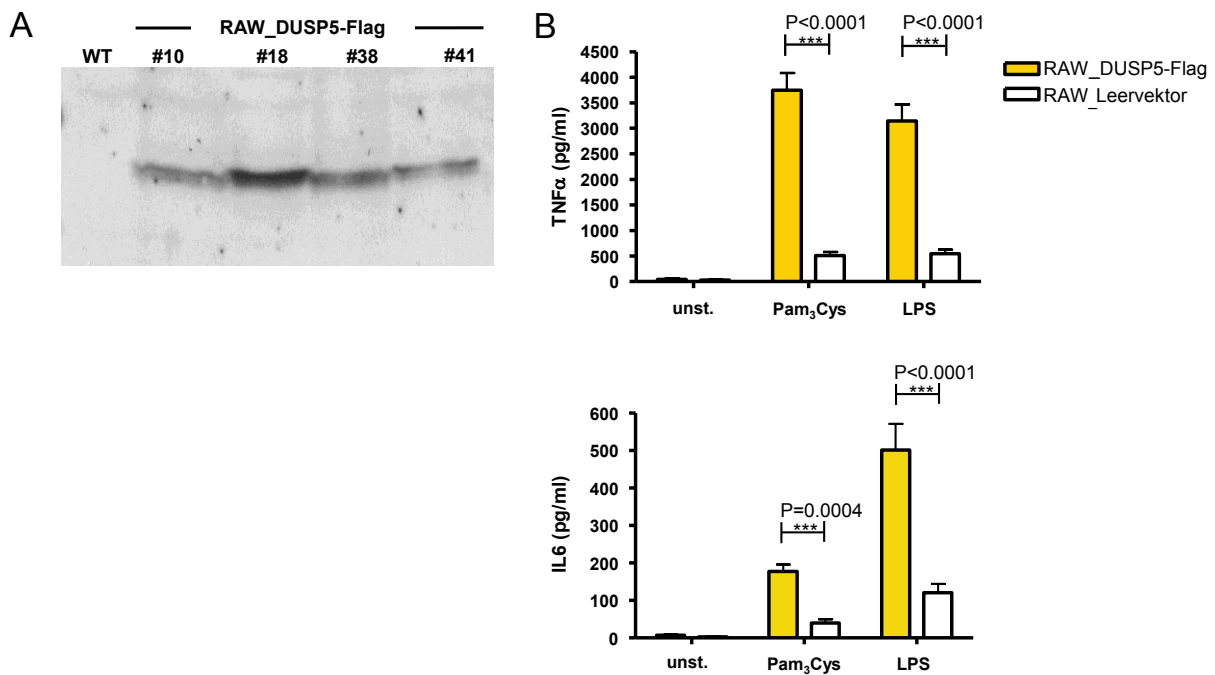 A
RAW_DUSP5-Flag
WT #10 #18 #38 #41
B
P<0.0001 P<0.0001
*** ***
RAW_DUSP5-Flag
RAW_Leervektor
TNFα (pg/ml)
4500
4000
3500
3000
2500
2000
1500
1000
500
0
unst. Pam₃Cys LPS
P<0.0001
***
P=0.0004
***
IL6 (pg/ml)
600
500
400
300
200
100
0
unst. Pam₃Cys LPS